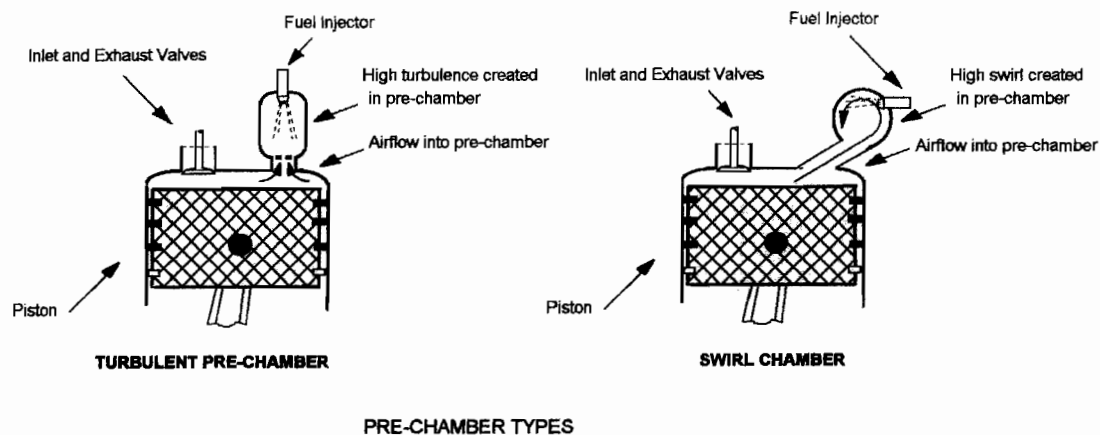 Fuel Injector
Inlet and Exhaust Valves
High turbulence created
in pre-chamber
Airflow into pre-chamber
Piston
TURBULENT PRE-CHAMBER
Fuel Injector
Inlet and Exhaust Valves
High swirl created
in pre-chamber
Airflow into pre-chamber
Piston
SWIRL CHAMBER
PRE-CHAMBER TYPES